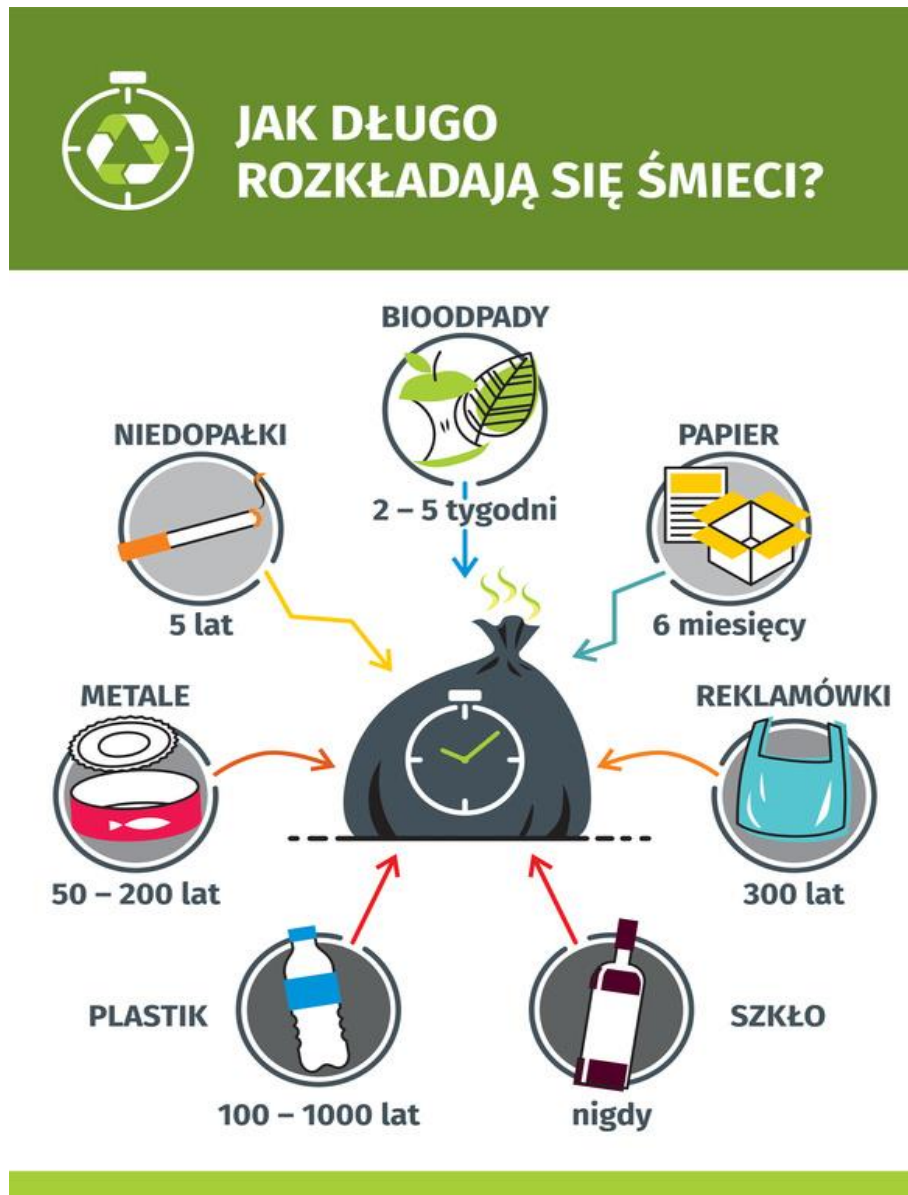 JAK DŁUGO
ROZKŁADAJĄ SIĘ ŚMIECI?
BIOODPADY
2 – 5 tygodni
NIEDOPAŁKI
5 lat
PAPIER
6 miesięcy
METALE
50 – 200 lat
REKLAMÓWKI
300 lat
PLASTIK
100 – 1000 lat
SZKŁO
nigdy